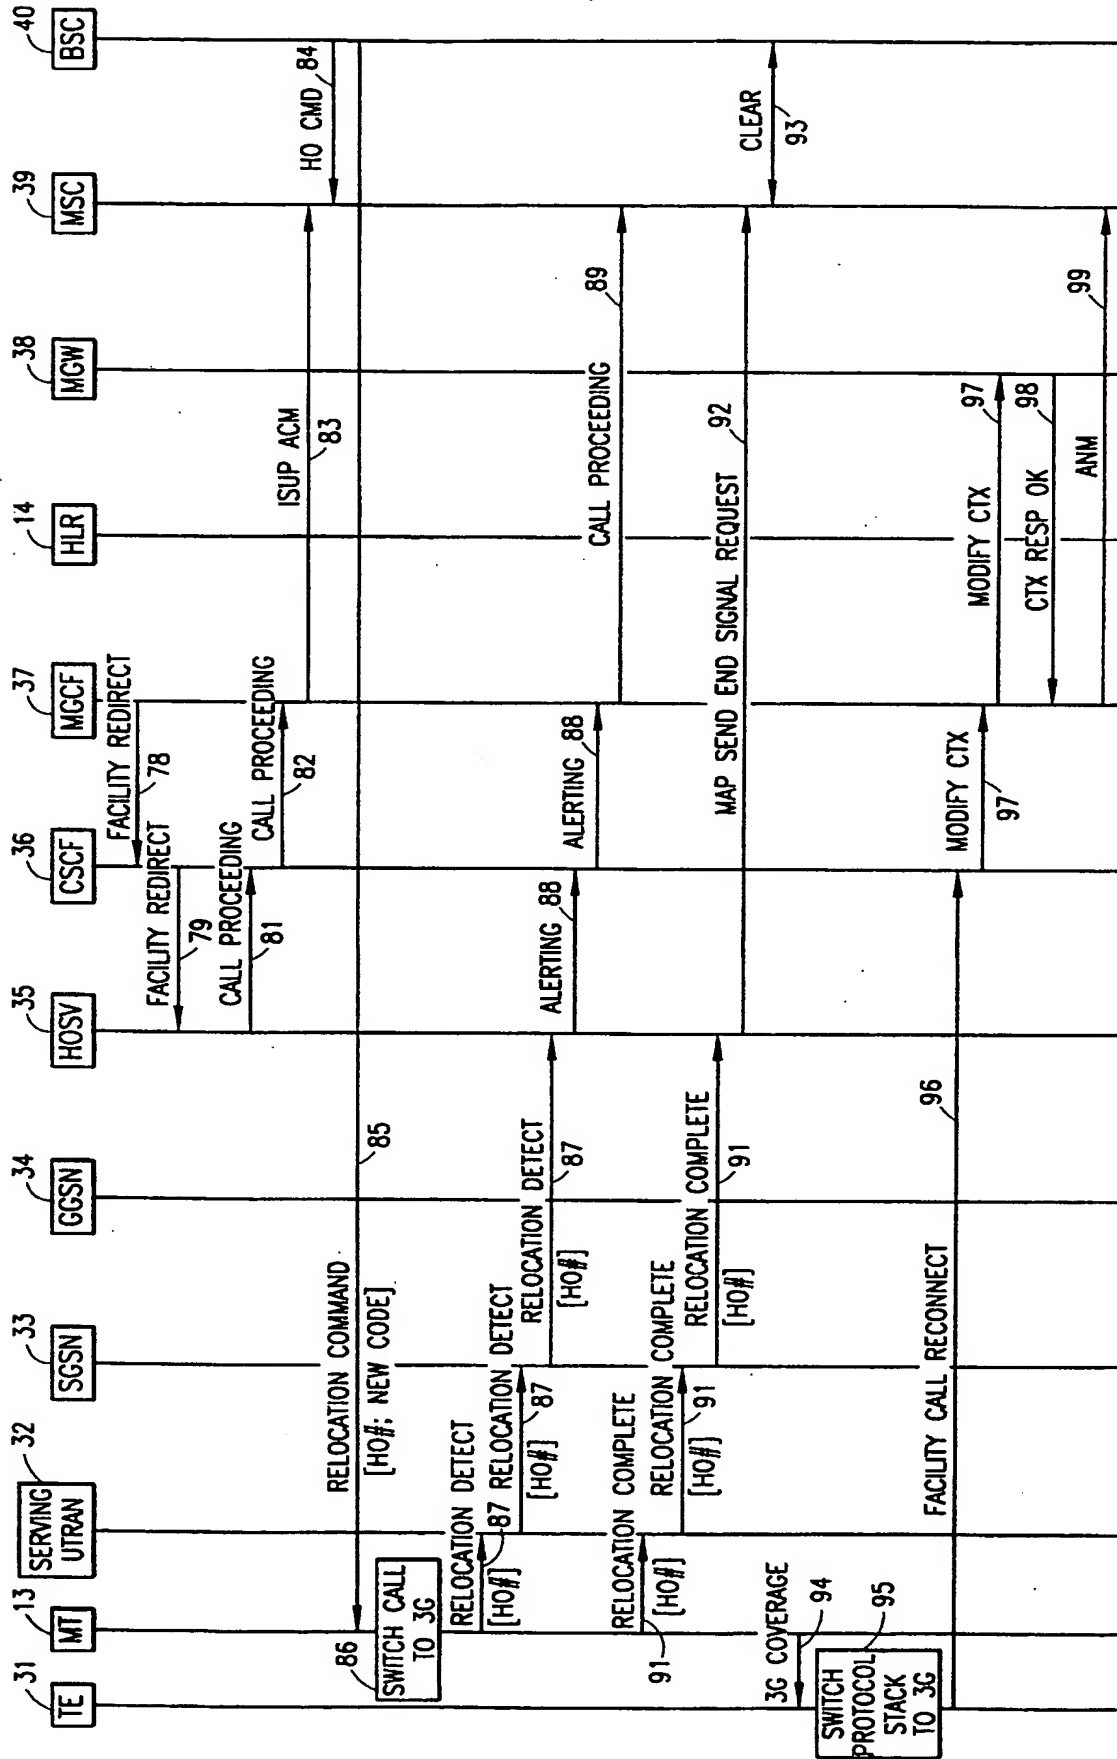 31
TE
13
MT
32
SERVING
UTRAN
33
SGSN
34
GGSN
35
HOSV
36
CSCF
37
MGCF
14
HLR
38
MGW
39
MSC
40
BSC
FACILITY REDIRECT
78
FACILITY REDIRECT
79
CALL PROCEEDING
81
CALL PROCEEDING
82
ISUP ACM
83
HO CMD
84
RELOCATION COMMAND
[HO#; NEW CODE]
85
86
SWITCH CALL
TO 3G
RELOCATION DETECT
87
[HO#]
RELOCATION DETECT
87
[HO#]
RELOCATION DETECT
87
[HO#]
ALERTING
88
ALERTING
88
CALL PROCEEDING
89
RELOCATION COMPLETE
91
[HO#]
RELOCATION COMPLETE
91
[HO#]
RELOCATION COMPLETE
91
[HO#]
MAP SEND END SIGNAL REQUEST
92
CLEAR
93
3G COVERAGE
94
SWITCH
PROTOCOL
STACK
TO 3G
95
FACILITY CALL RECONNECT
96
MODIFY CTX
97
MODIFY CTX
97
CTX RESP OK
98
ANM
99